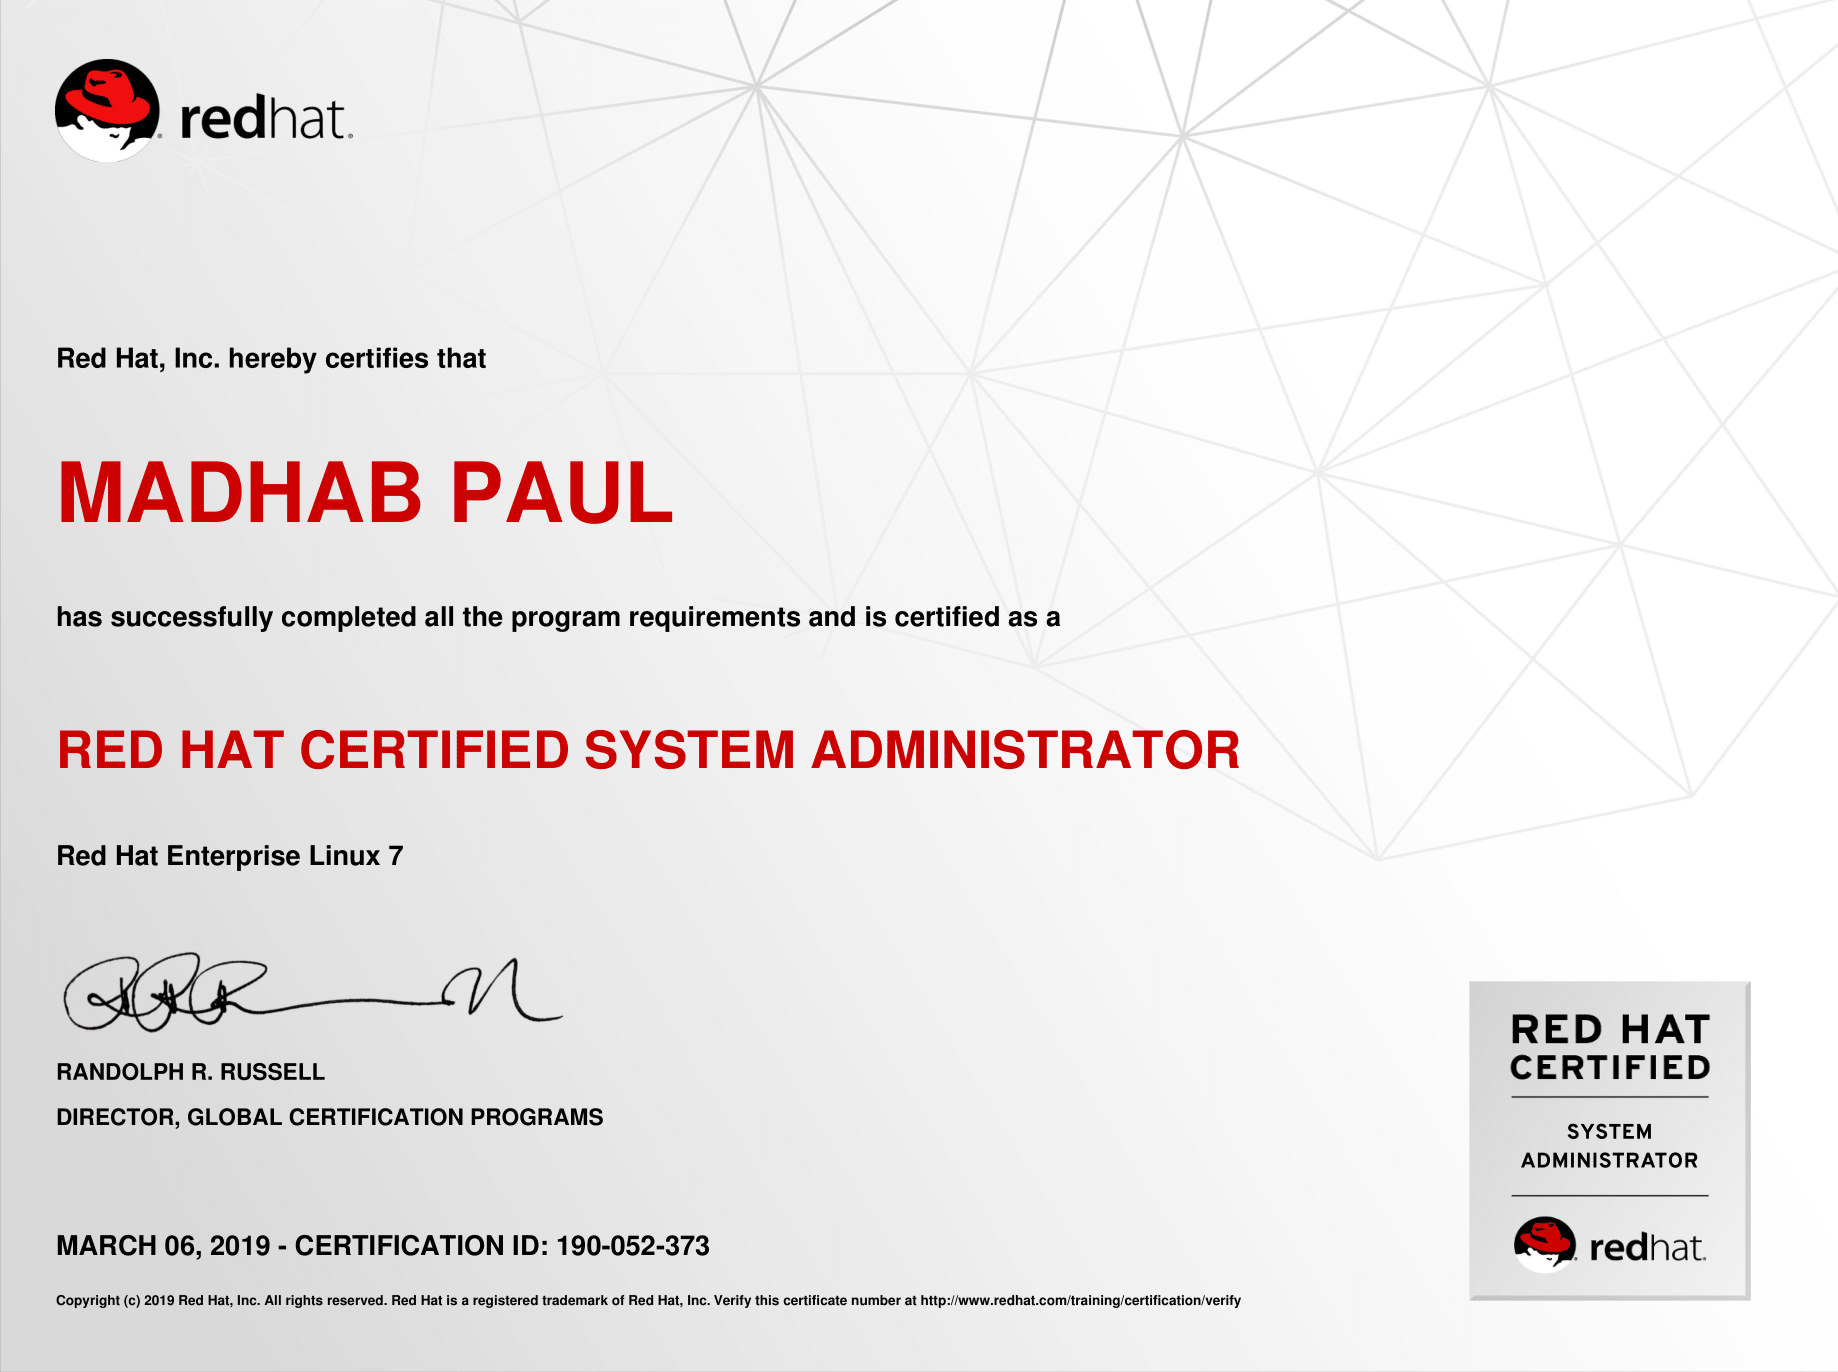 redhat.
Red Hat, Inc. hereby certifies that
MADHAB PAUL
has successfully completed all the program requirements and is certified as a
RED HAT CERTIFIED SYSTEM ADMINISTRATOR
Red Hat Enterprise Linux 7
RANDOLPH R. RUSSELL
DIRECTOR, GLOBAL CERTIFICATION PROGRAMS
MARCH 06, 2019 - CERTIFICATION ID: 190-052-373
Copyright (c) 2019 Red Hat, Inc. All rights reserved. Red Hat is a registered trademark of Red Hat, Inc. Verify this certificate number at http://www.redhat.com/training/certification/verify
RED HAT
CERTIFIED
SYSTEM
ADMINISTRATOR
redhat.